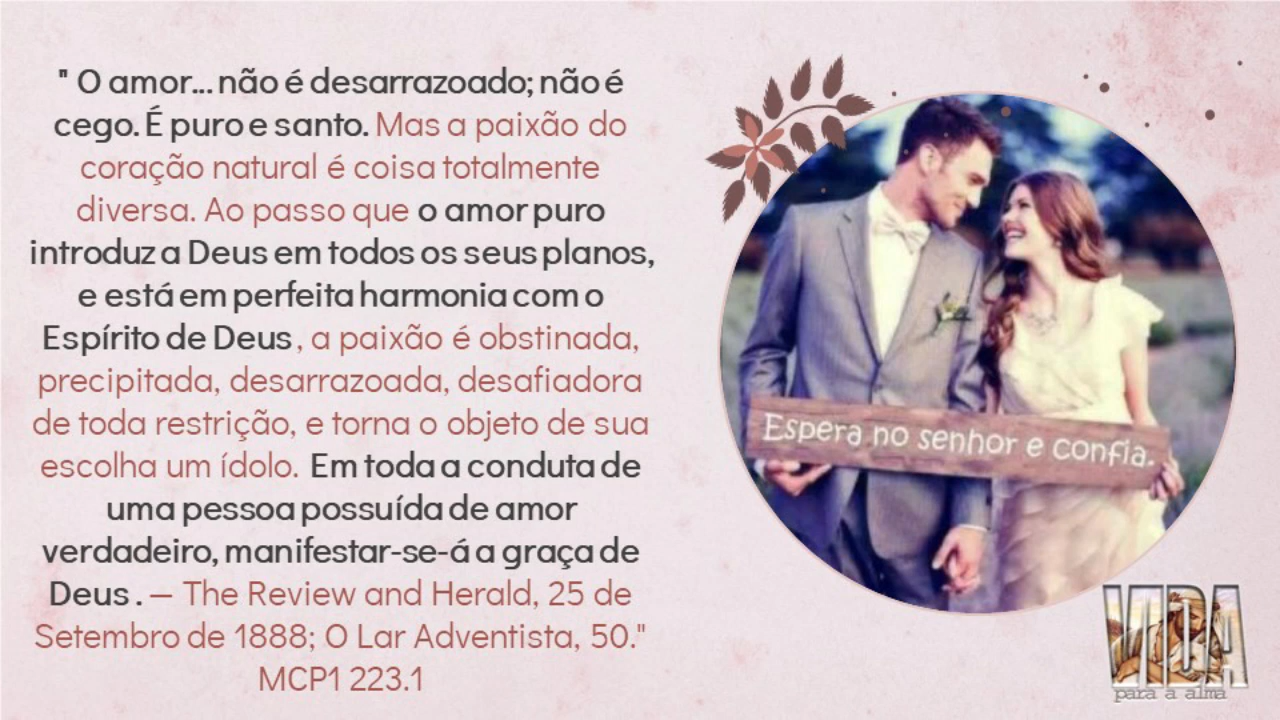 " O amor... não é desarrazoado; não é
cego. É puro e santo. Mas a paixão do
coração natural é coisa totalmente
diversa. Ao passo que o amor puro
introduz a Deus em todos os seus planos,
e está em perfeita harmonia com o
Espírito de Deus , a paixão é obstinada,
precipitada, desarrazoada, desafiadora
de toda restrição, e torna o objeto de sua
escolha um ídolo. Em toda a conduta de
uma pessoa possuída de amor
verdadeiro, manifestar-se-á a graça de
Deus . — The Review and Herald, 25 de
Setembro de 1888; O Lar Adventista, 50."
MCP1 223.1
Espera no senhor e confia.
VIDA
para a alma